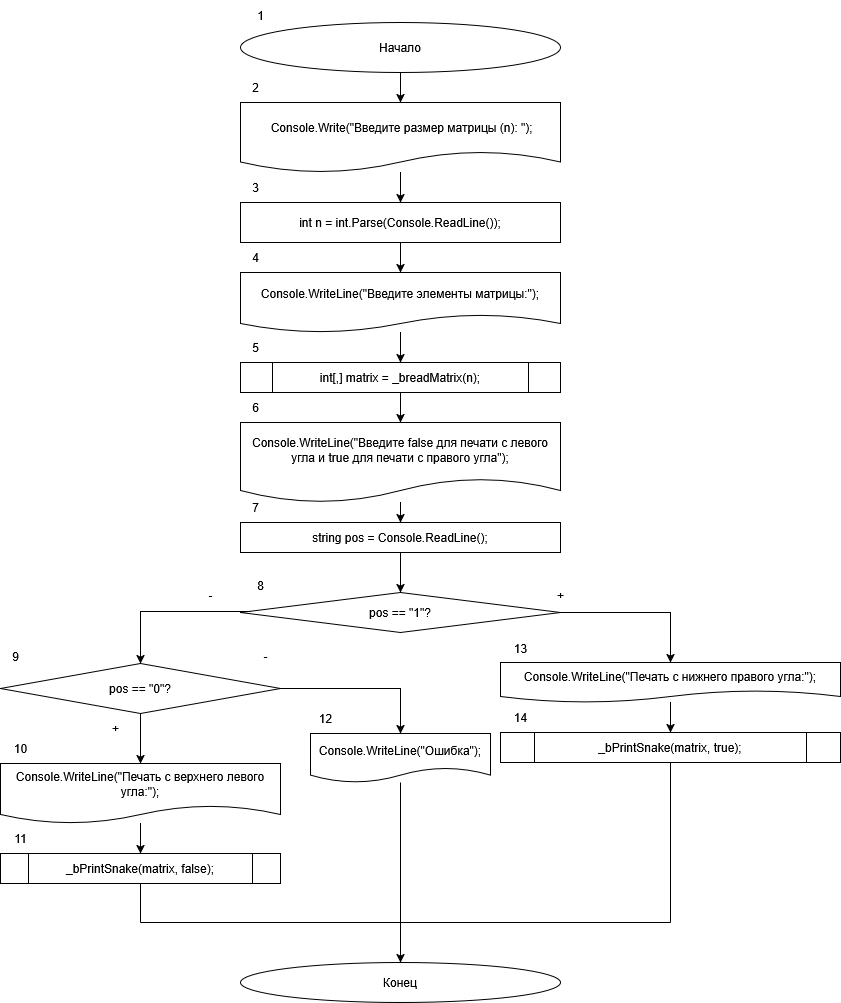 1
Начало
2
Console.Write("Введите размер матрицы (n): ");
3
int n = int.Parse(Console.ReadLine());
4
Console.WriteLine("Введите элементы матрицы:");
5
int[,] matrix = _breadMatrix(n);
6
Console.WriteLine("Введите false для печати с левого
угла и true для печати с правого угла");
7
string pos = Console.ReadLine();
8
pos == "1"?
-
+
9
pos == "0"?
-
+
13
Console.WriteLine("Печать с нижнего правого угла:");
14
_bPrintSnake(matrix, true);
12
Console.WriteLine("Ошибка");
10
Console.WriteLine("Печать с верхнего левого
угла:");
11
_bPrintSnake(matrix, false);
Конец